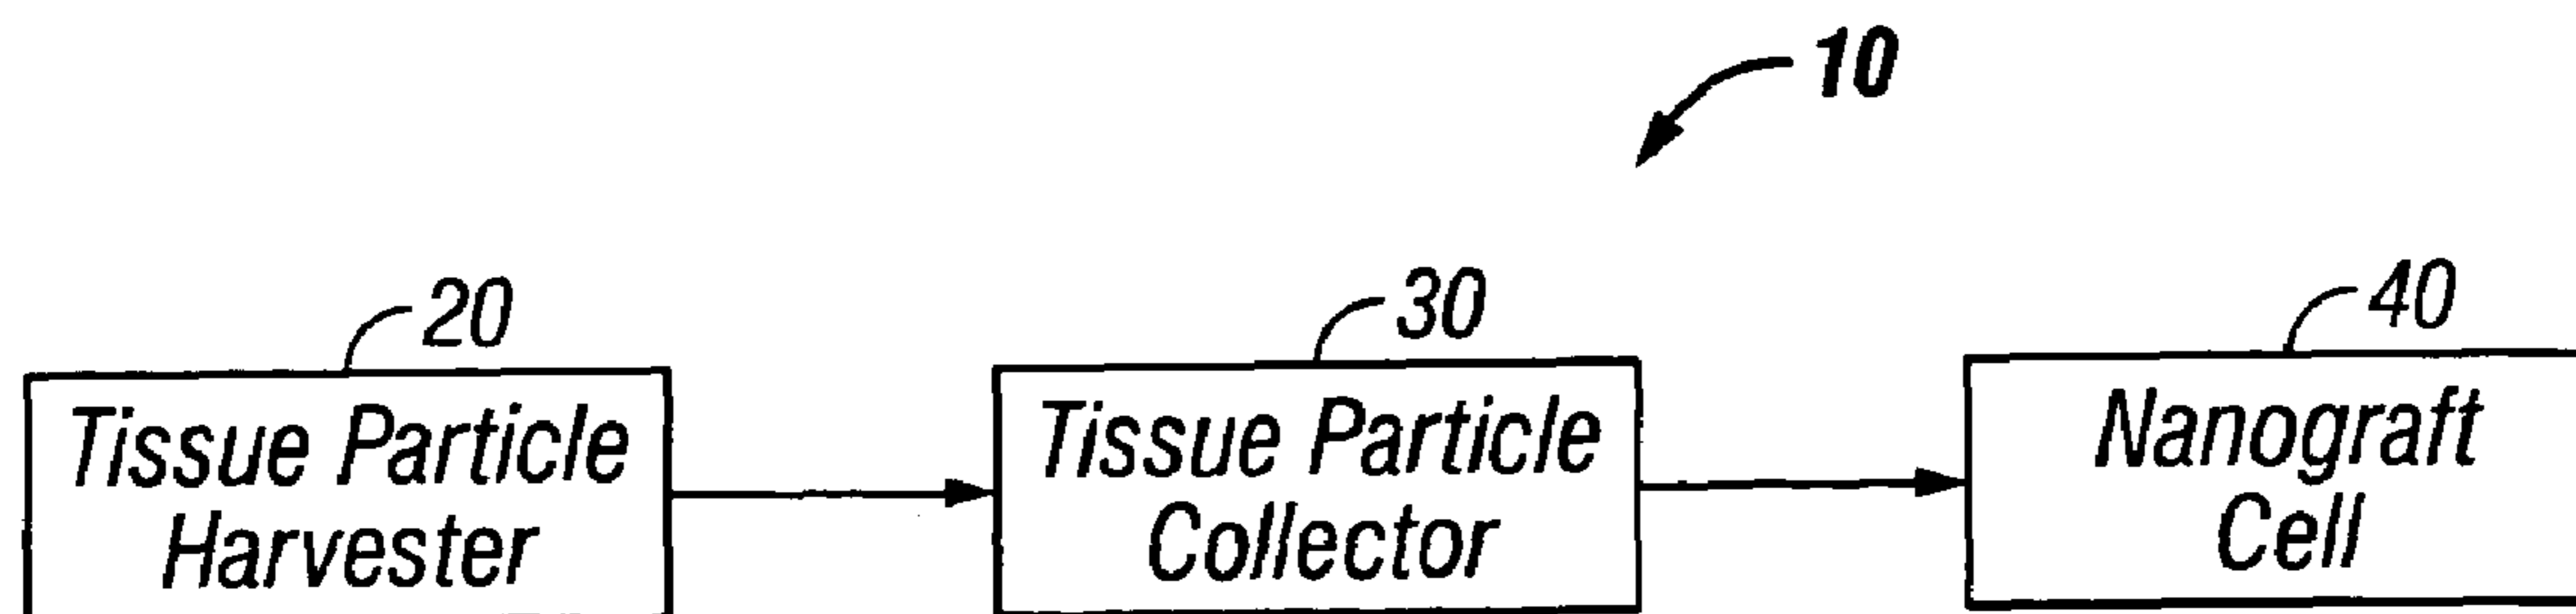 10
20
30
40
Tissue Particle
Harvester
Tissue Particle
Collector
Nanograft
Cell